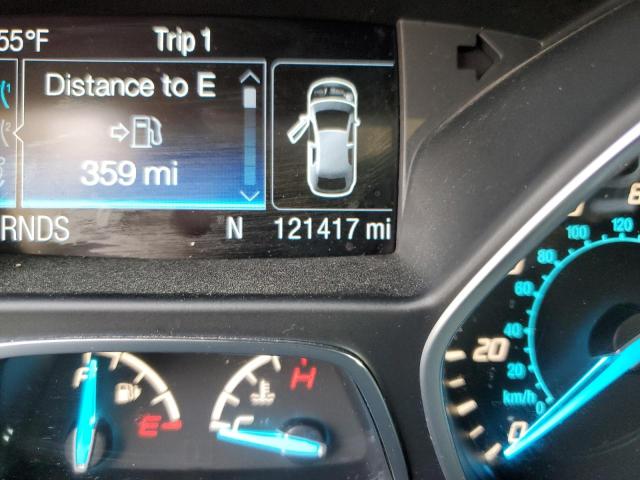 55°F Trip 1
Distance to E
359 mi
RNDS N 121417 mi
F E
C H
0 20
0 20 40 60 80 100 120
km/h